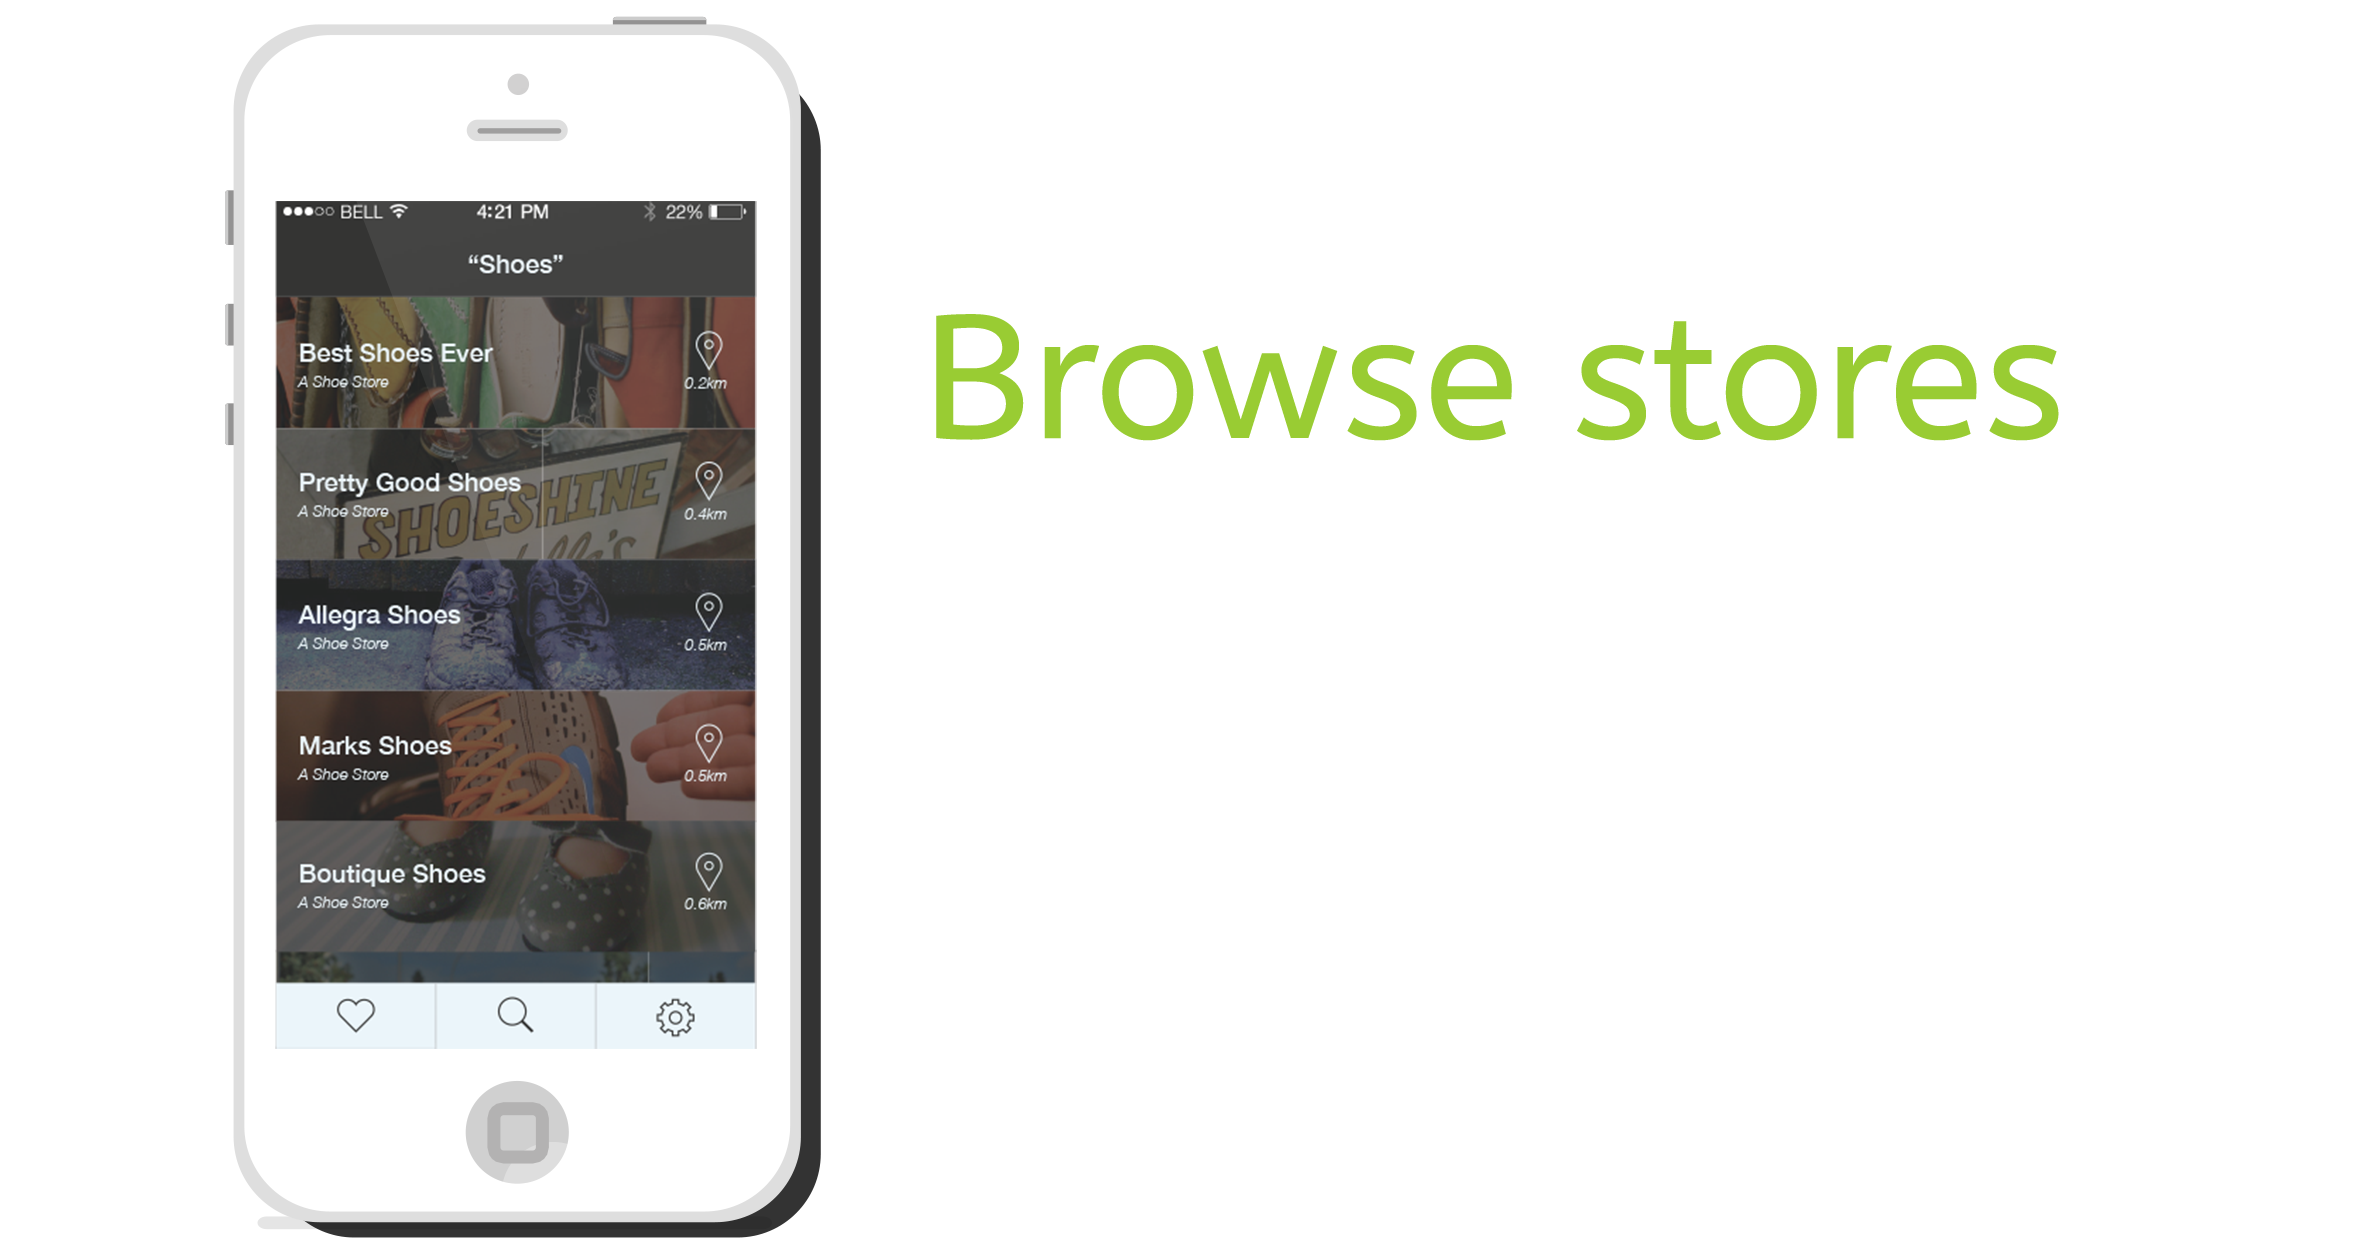 BELL 4:21 PM 22%
“Shoes”
Best Shoes Ever
A Shoe Store
0.2km
Pretty Good Shoes
A Shoe Store
0.4km
SHOESHINE
Allegra Shoes
A Shoe Store
0.5km
Marks Shoes
A Shoe Store
0.5km
Boutique Shoes
A Shoe Store
0.6km
Browse stores